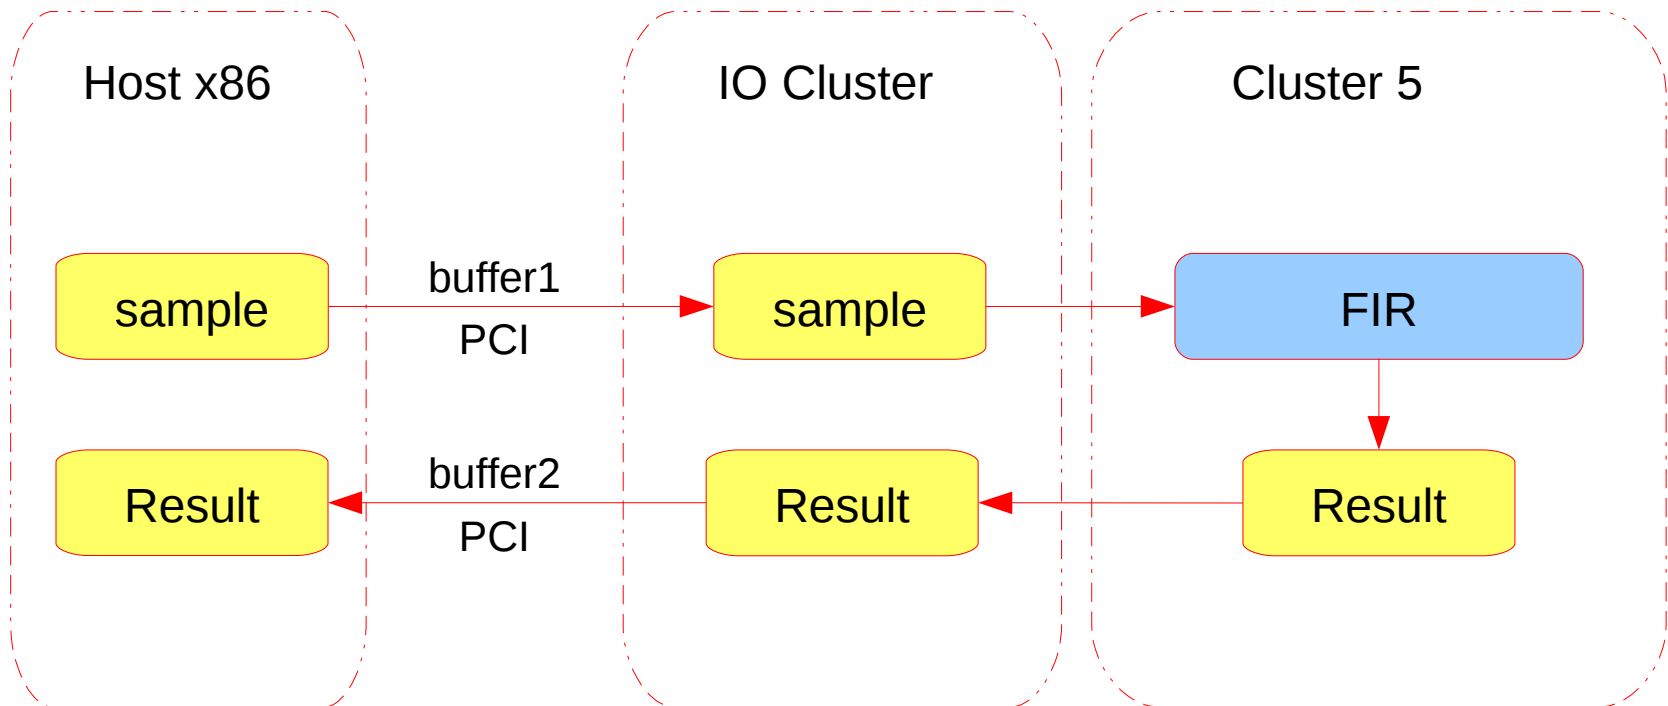 Host x86
IO Cluster
Cluster 5
sample
buffer1
PCI
sample
FIR
Result
buffer2
PCI
Result
Result